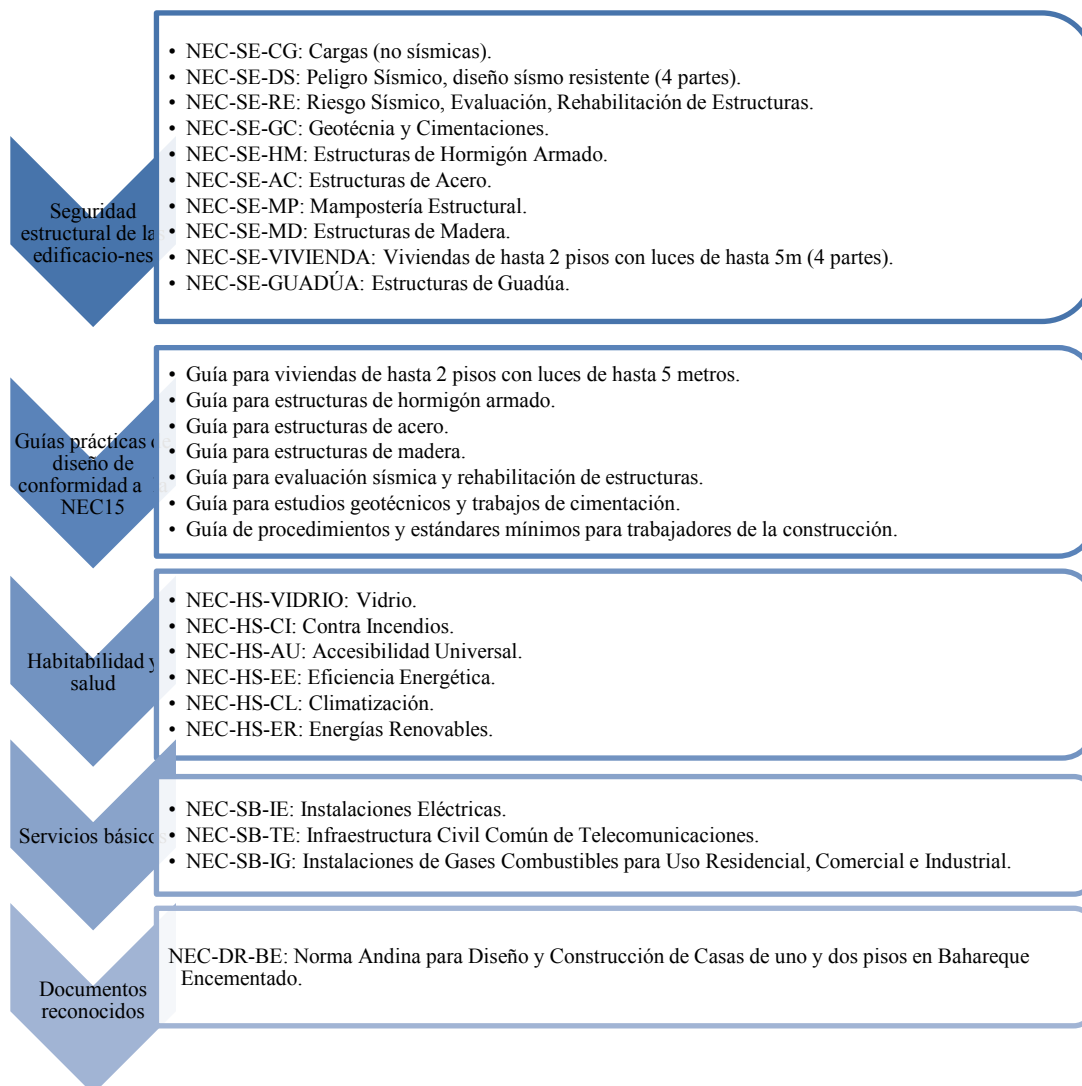 Seguridad
estructural de las
edificacio-nes
• NEC-SE-CG: Cargas (no sísmicas).
• NEC-SE-DS: Peligro Sísmico, diseño sísmo resistente (4 partes).
• NEC-SE-RE: Riesgo Sísmico, Evaluación, Rehabilitación de Estructuras.
• NEC-SE-GC: Geotécnia y Cimentaciones.
• NEC-SE-HM: Estructuras de Hormigón Armado.
• NEC-SE-AC: Estructuras de Acero.
• NEC-SE-MP: Mampostería Estructural.
• NEC-SE-MD: Estructuras de Madera.
• NEC-SE-VIVIENDA: Viviendas de hasta 2 pisos con luces de hasta 5m (4 partes).
• NEC-SE-GUADÚA: Estructuras de Guadúa.
Guías prácticas de
diseño de
conformidad a la
NEC15
• Guía para viviendas de hasta 2 pisos con luces de hasta 5 metros.
• Guía para estructuras de hormigón armado.
• Guía para estructuras de acero.
• Guía para estructuras de madera.
• Guía para evaluación sísmica y rehabilitación de estructuras.
• Guía para estudios geotécnicos y trabajos de cimentación.
• Guía de procedimientos y estándares mínimos para trabajadores de la construcción.
Habitabilidad y
salud
• NEC-HS-VIDRIO: Vidrio.
• NEC-HS-CI: Contra Incendios.
• NEC-HS-AU: Accesibilidad Universal.
• NEC-HS-EE: Eficiencia Energética.
• NEC-HS-CL: Climatización.
• NEC-HS-ER: Energías Renovables.
Servicios básicos
• NEC-SB-IE: Instalaciones Eléctricas.
• NEC-SB-TE: Infraestructura Civil Común de Telecomunicaciones.
• NEC-SB-IG: Instalaciones de Gases Combustibles para Uso Residencial, Comercial e Industrial.
Documentos
reconocidos
NEC-DR-BE: Norma Andina para Diseño y Construcción de Casas de uno y dos pisos en Bahareque
Encementado.